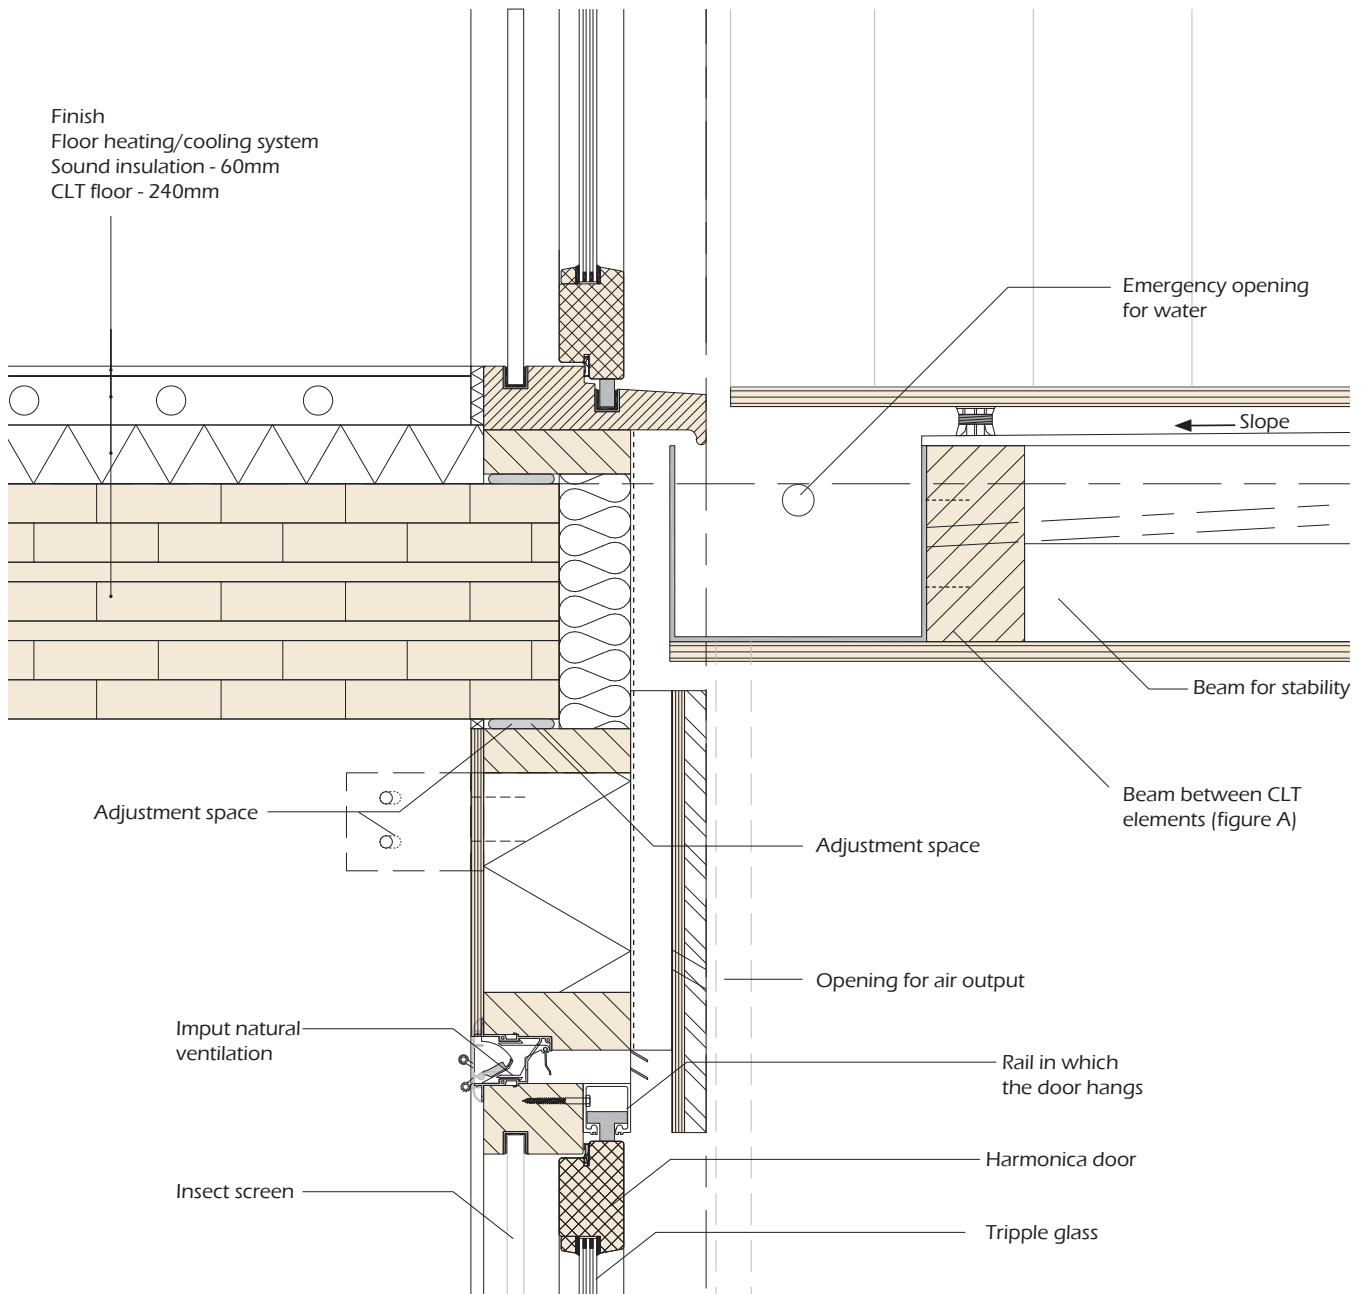 Finish
Floor heating/cooling system
Sound insulation - 60mm
CLT floor - 240mm
Emergency opening
for water
Slope
Beam for stability
Beam between CLT
elements (figure A)
Adjustment space
Adjustment space
Opening for air output
Imput natural
ventilation
Rail in which
the door hangs
Harmonica door
Insect screen
Tripple glass